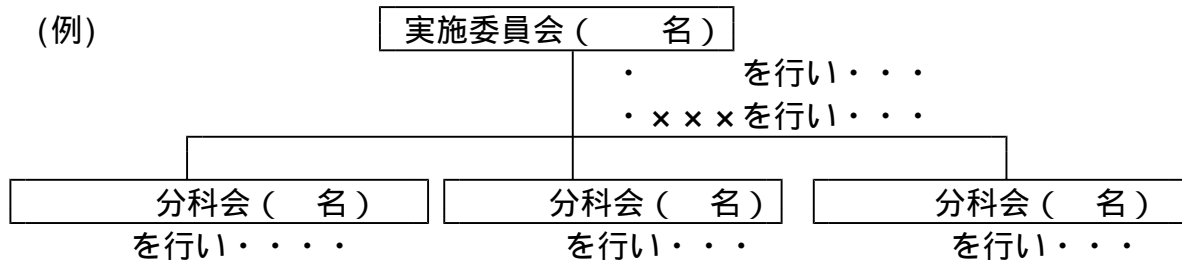 (例) 実施委員会（　　名）
・　　　を行い・・・
・×××を行い・・・
分科会（　名） 分科会（　名） 分科会（　名）
を行い・・・・ を行い・・・ を行い・・・